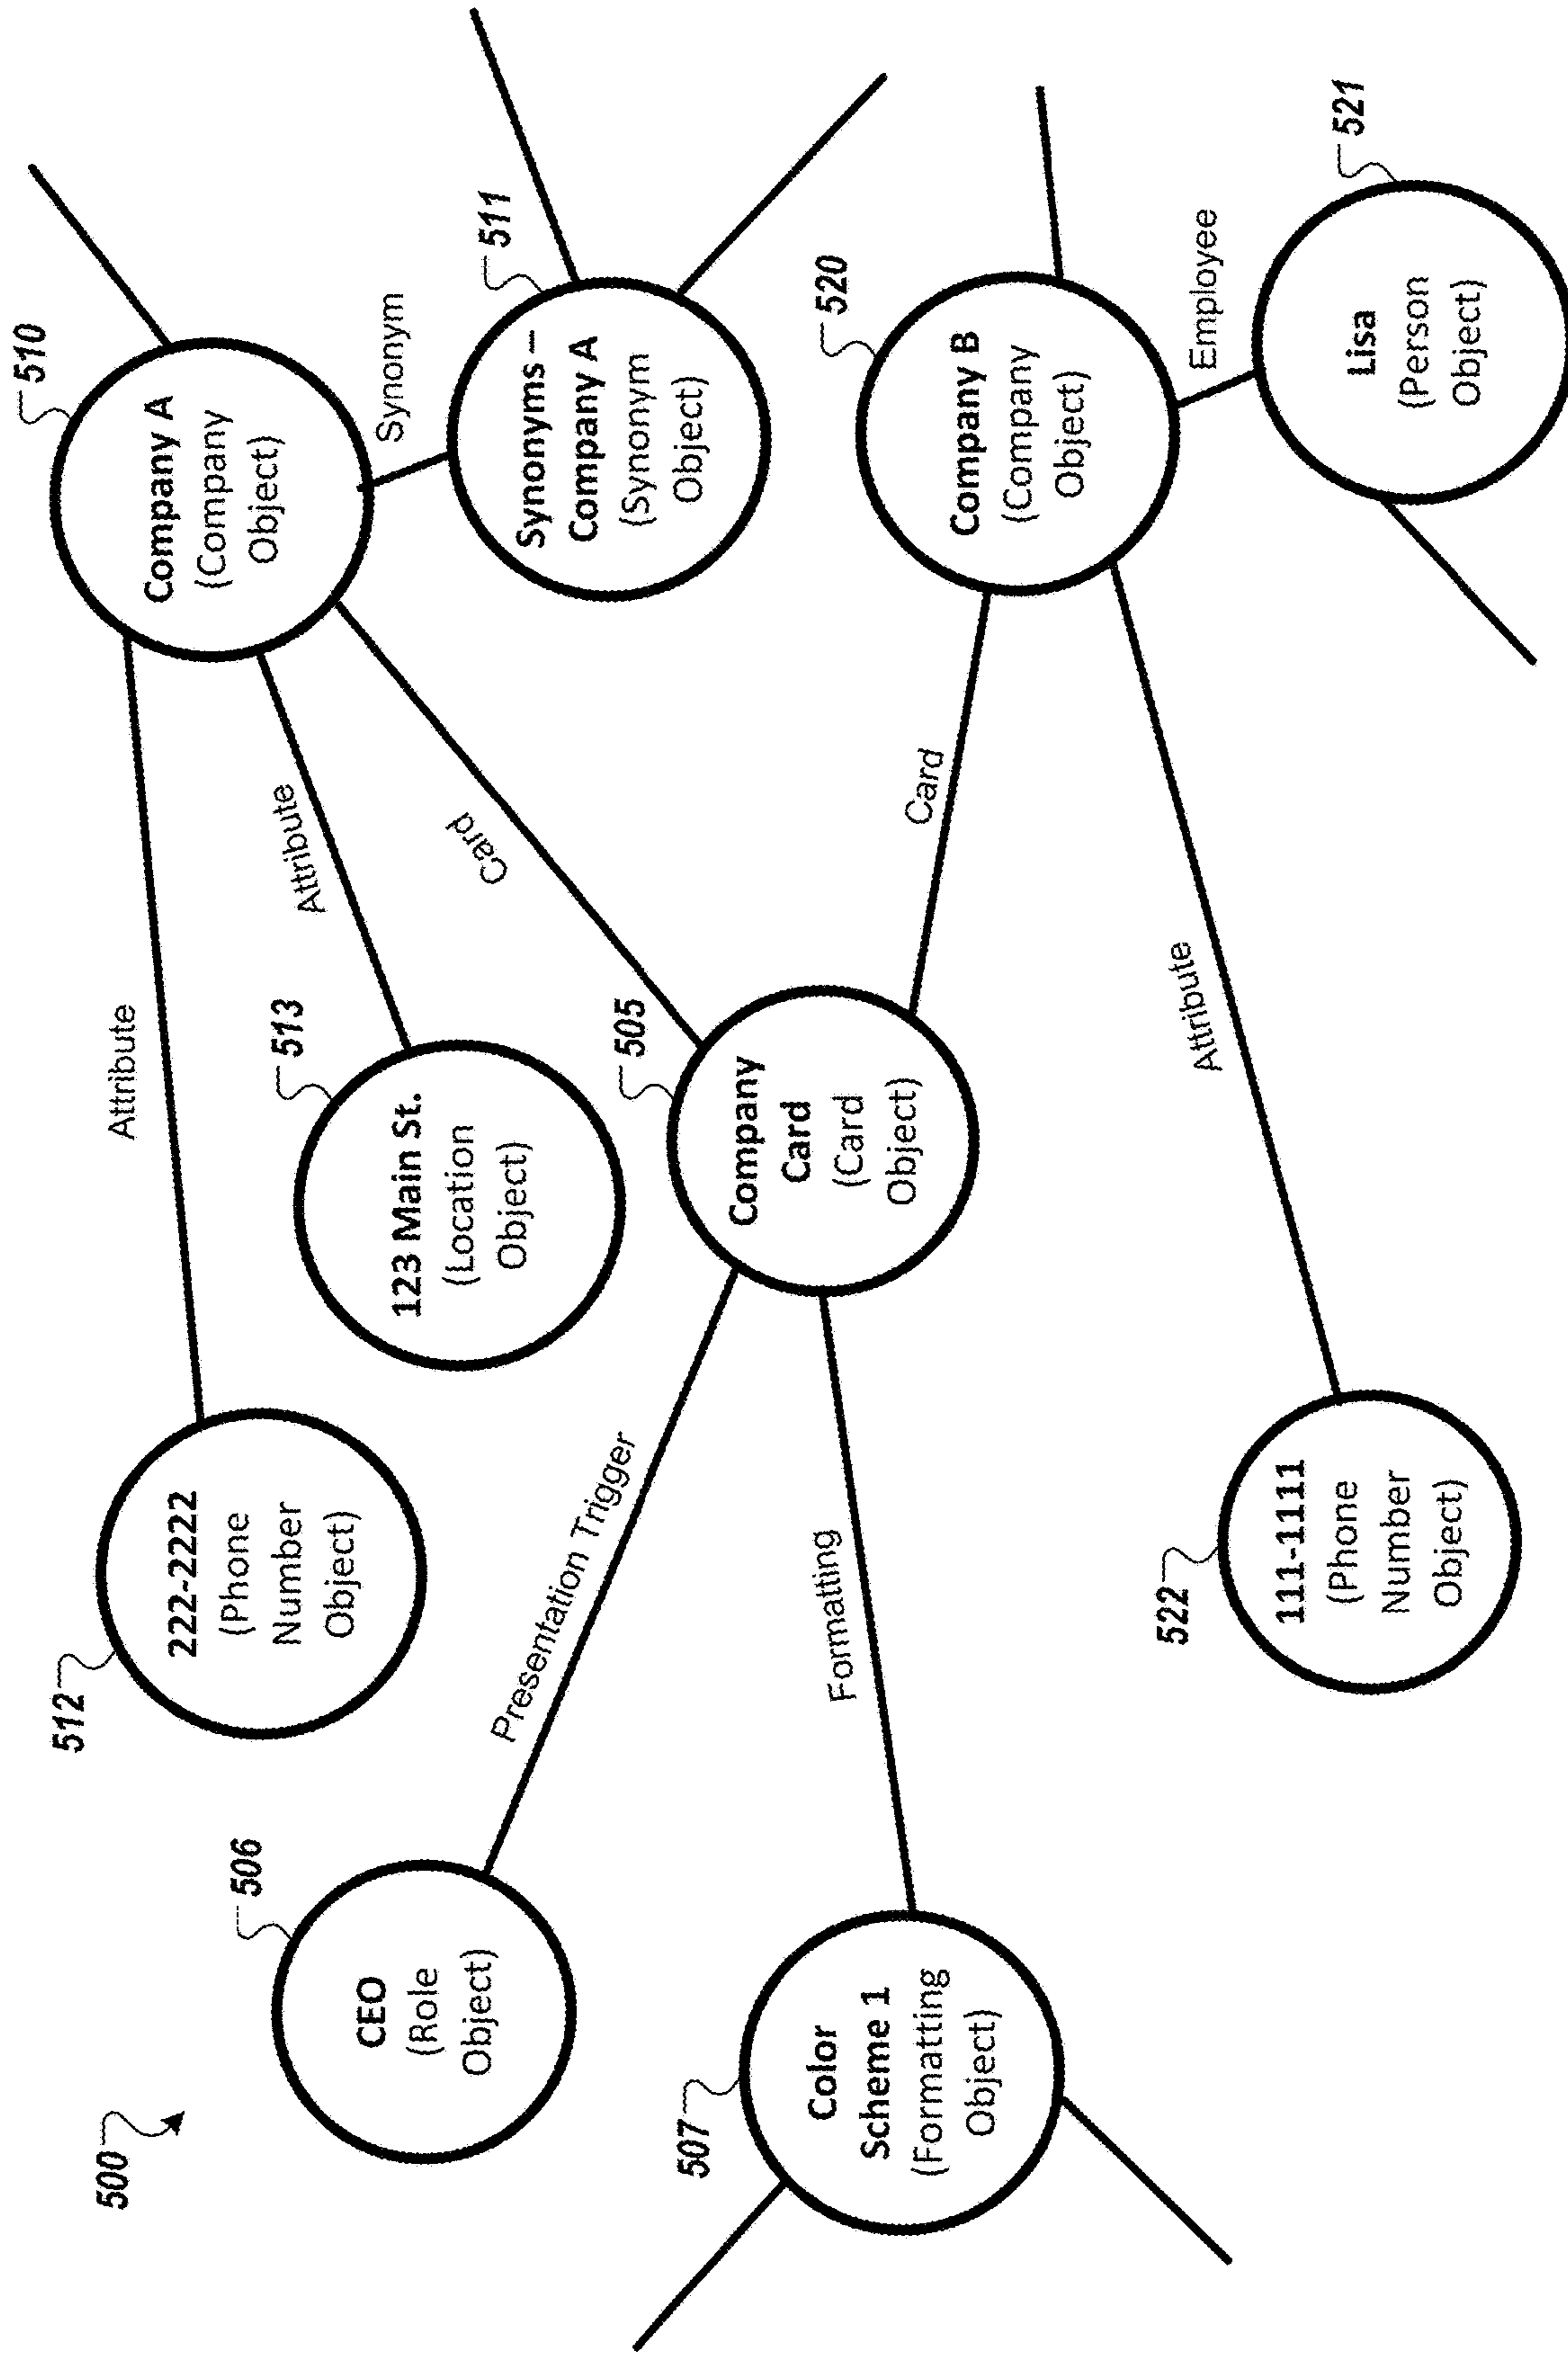 500
506
CEO
(Role
Object)
507
Color
Scheme 1
(Formatting
Object)
512
222-2222
(Phone
Number
Object)
Presentation Trigger
Formatting
522
111-1111
(Phone
Number
Object)
Attribute
513
123 Main St.
(Location
Object)
505
Company
Card
(Card
Object)
Attribute
Card
Card
Attribute
510
Company A
(Company
Object)
Synonym
511
Synonyms –
Company A
(Synonym
Object)
520
Company B
(Company
Object)
Employee
521
Lisa
(Person
Object)